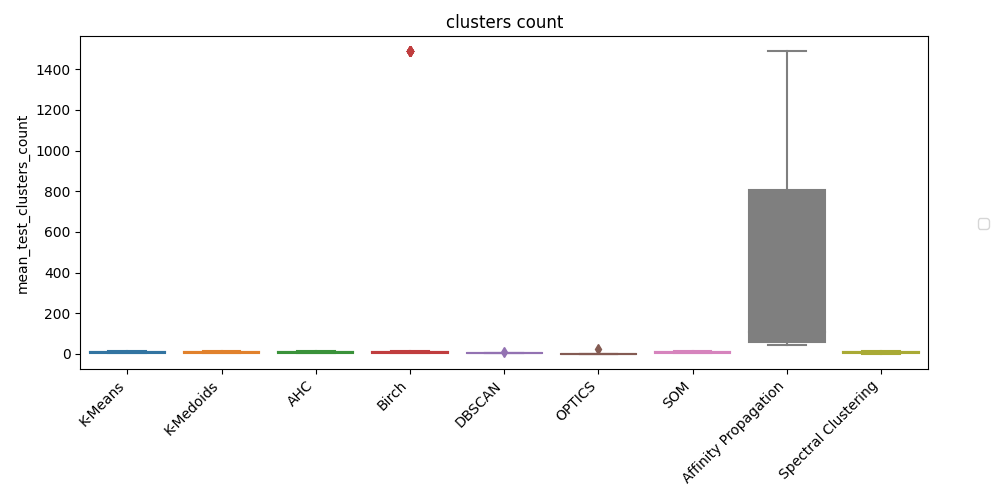 clusters count
mean_test_clusters_count
1400
1200
1000
800
600
400
200
0
K-Means
K-Medoids
AHC
Birch
DBSCAN
OPTICS
SOM
Affinity Propagation
Spectral Clustering